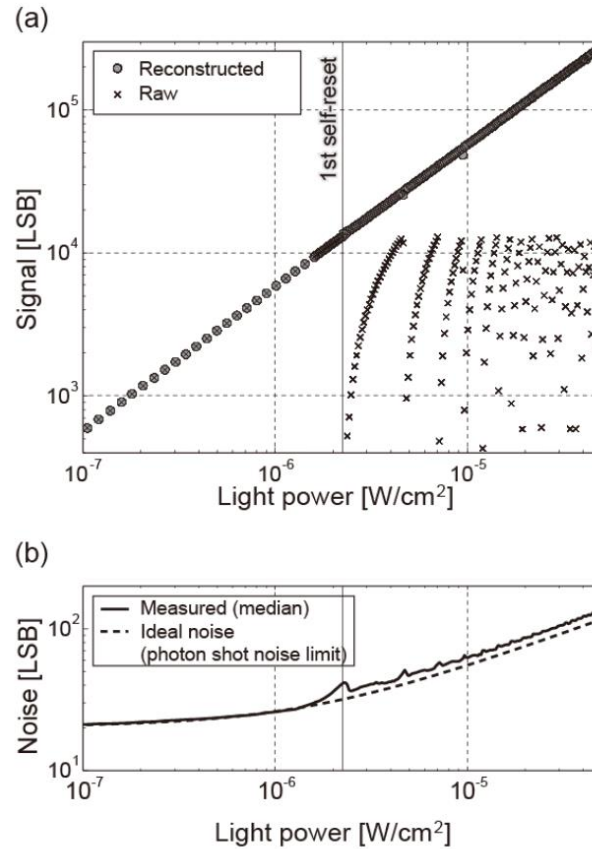 (a)
Reconstructed
Raw
1st self-reset
Signal [LSB]
10^5
10^4
10^3
10^-7
10^-6
10^-5
Light power [W/cm^2]
(b)
Measured (median)
Ideal noise
(photon shot noise limit)
Noise [LSB]
10^2
10^1
10^-7
10^-6
10^-5
Light power [W/cm^2]